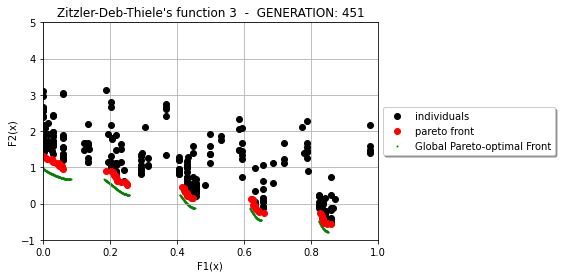 Zitzler-Deb-Thiele's function 3 - GENERATION: 451
5
4
3
2
1
0
−1
F2(x)
0.0 0.2 0.4 0.6 0.8 1.0
F1(x)
individuals
pareto front
Global Pareto-optimal Front